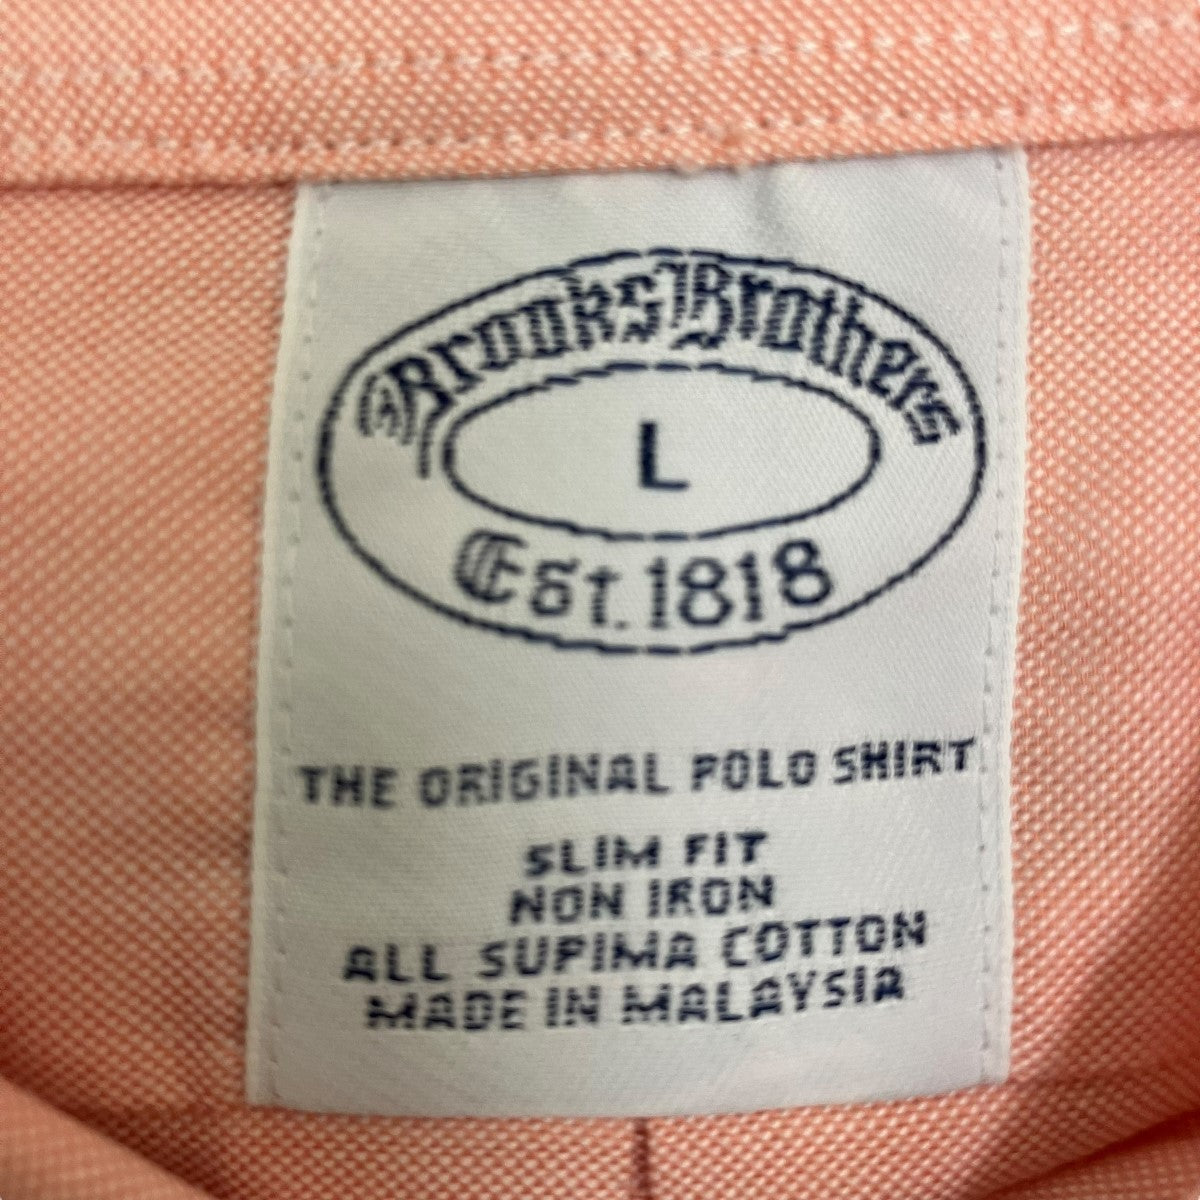 Brooks Brothers
L
Est. 1818
THE ORIGINAL POLO SHIRT
SLIM FIT
NON IRON
ALL SUPIMA COTTON
MADE IN MALAYSIA